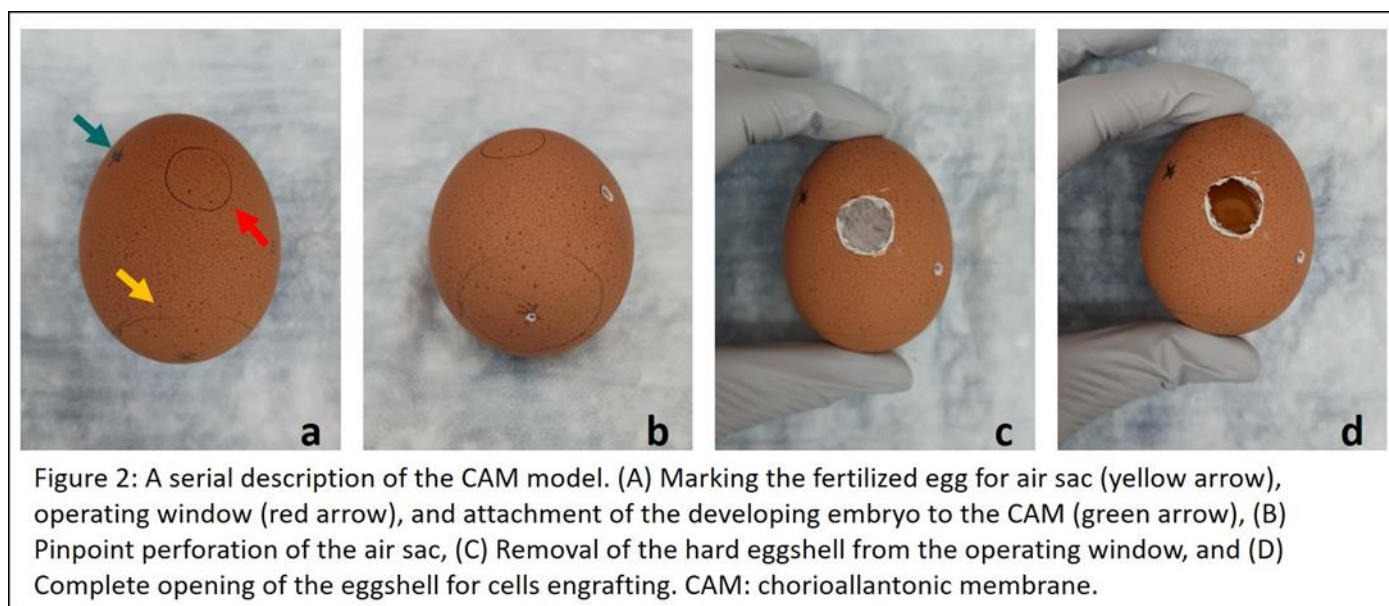 a
b
c
d
Figure 2: A serial description of the CAM model. (A) Marking the fertilized egg for air sac (yellow arrow),
operating window (red arrow), and attachment of the developing embryo to the CAM (green arrow), (B)
Pinpoint perforation of the air sac, (C) Removal of the hard eggshell from the operating window, and (D)
Complete opening of the eggshell for cells engrafting. CAM: chorioallantonic membrane.